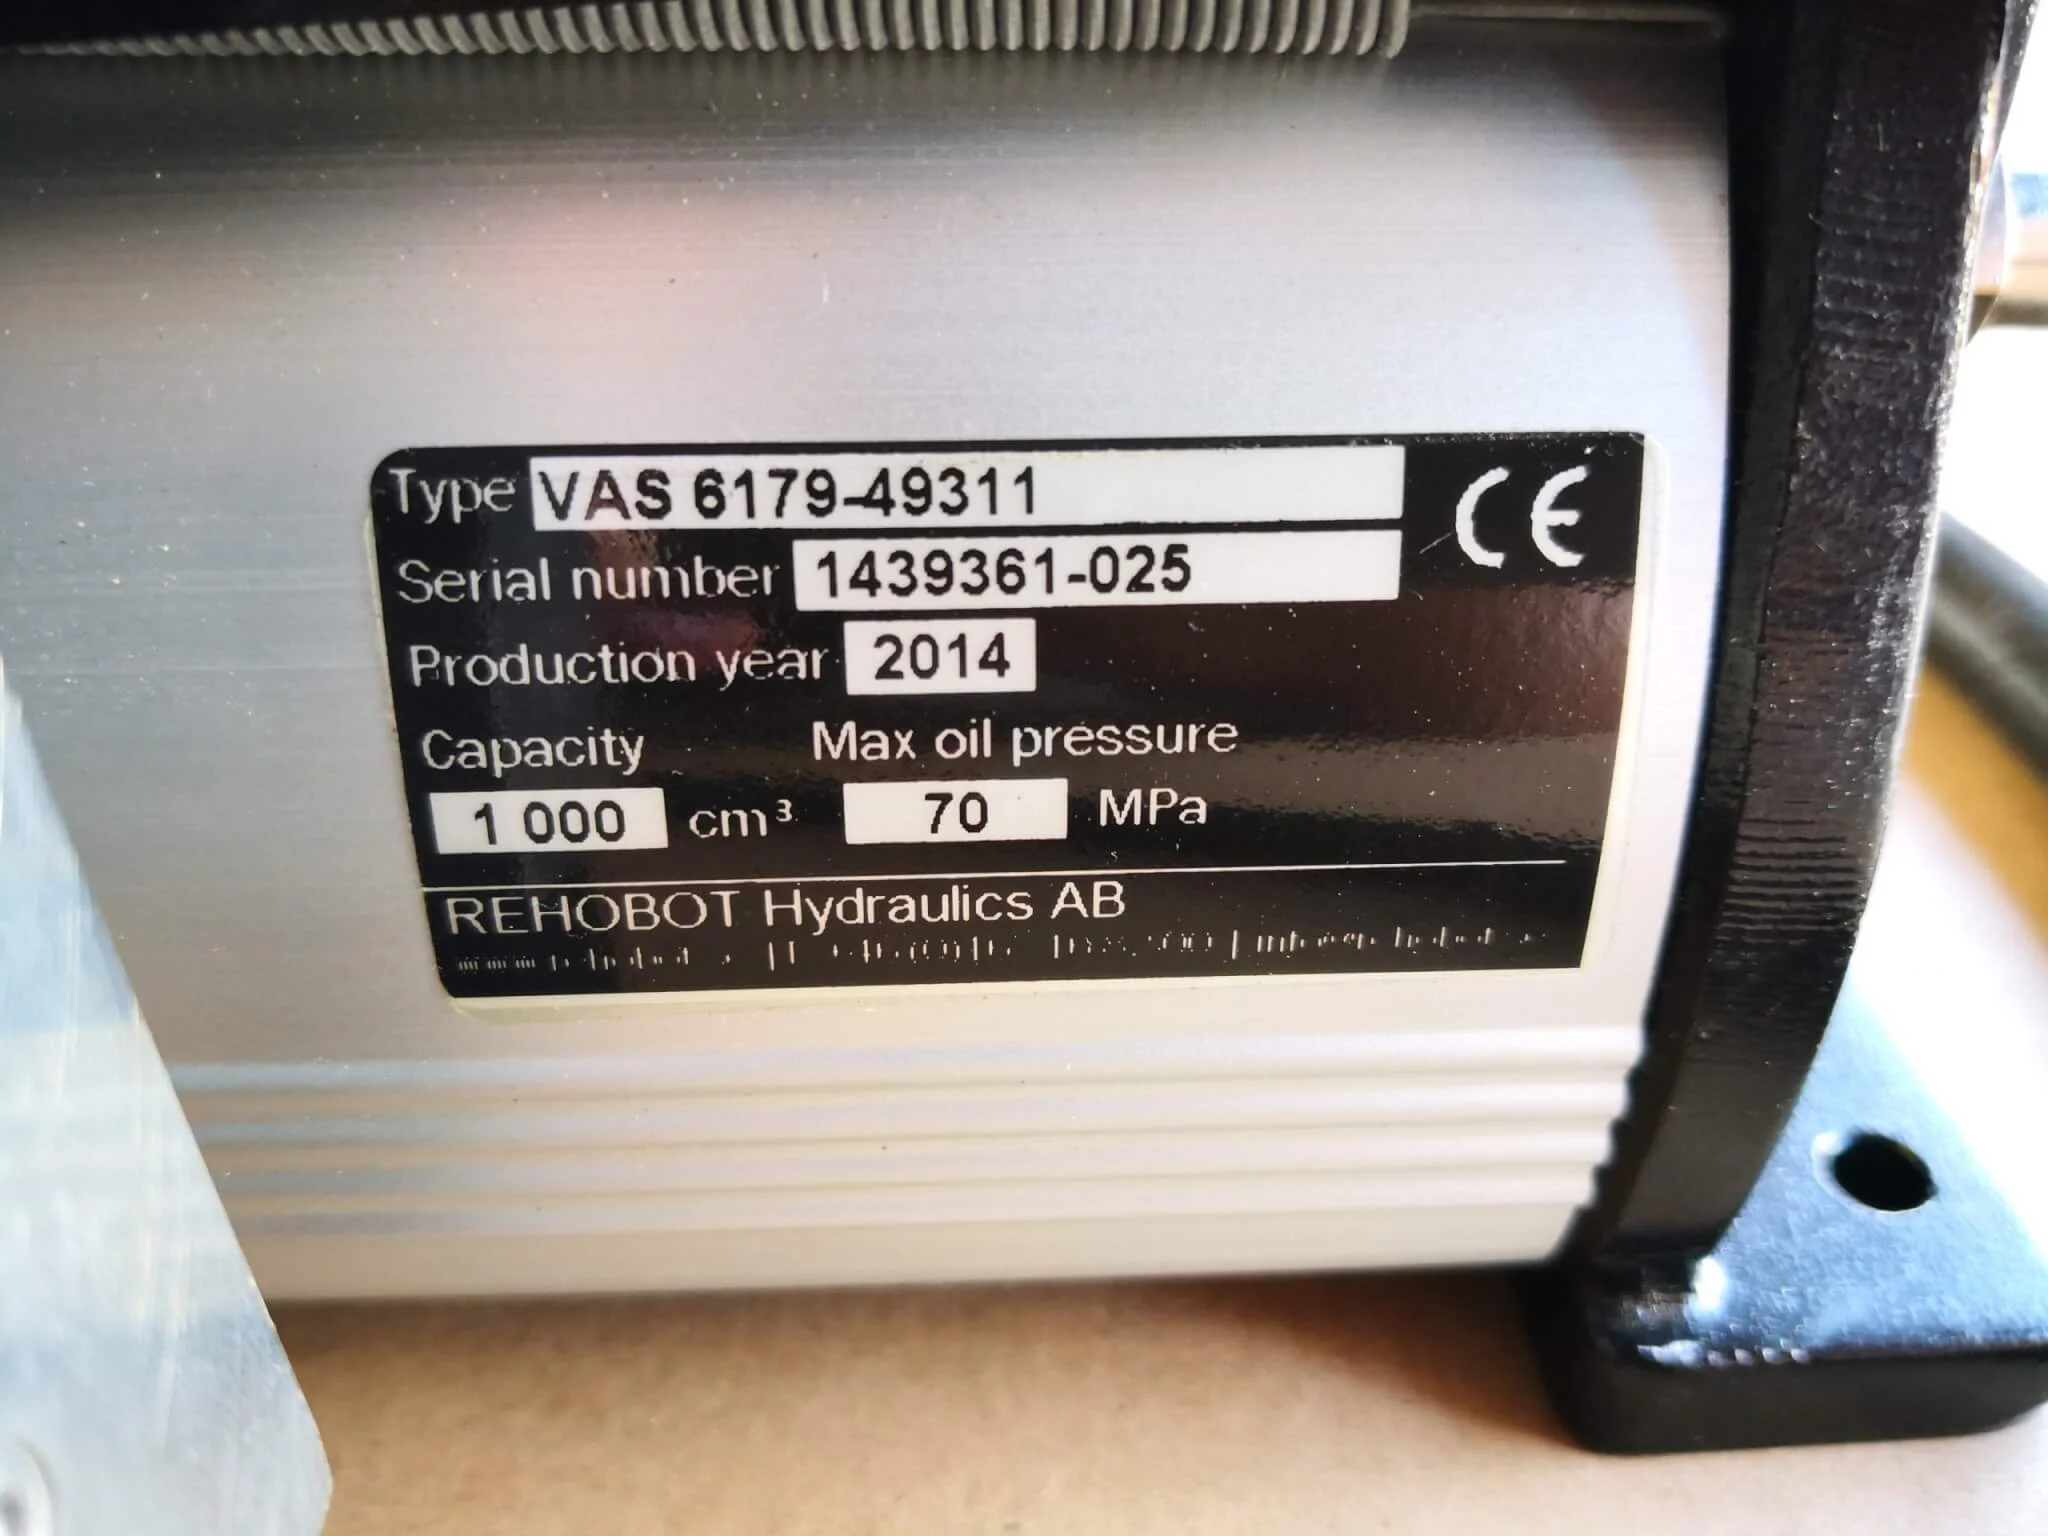 Type VAS 6179-49311 CE
Serial number 1439361-025
Production year 2014
Capacity Max oil pressure
1 000 cm³ 70 MPa
REHOBOT Hydraulics AB